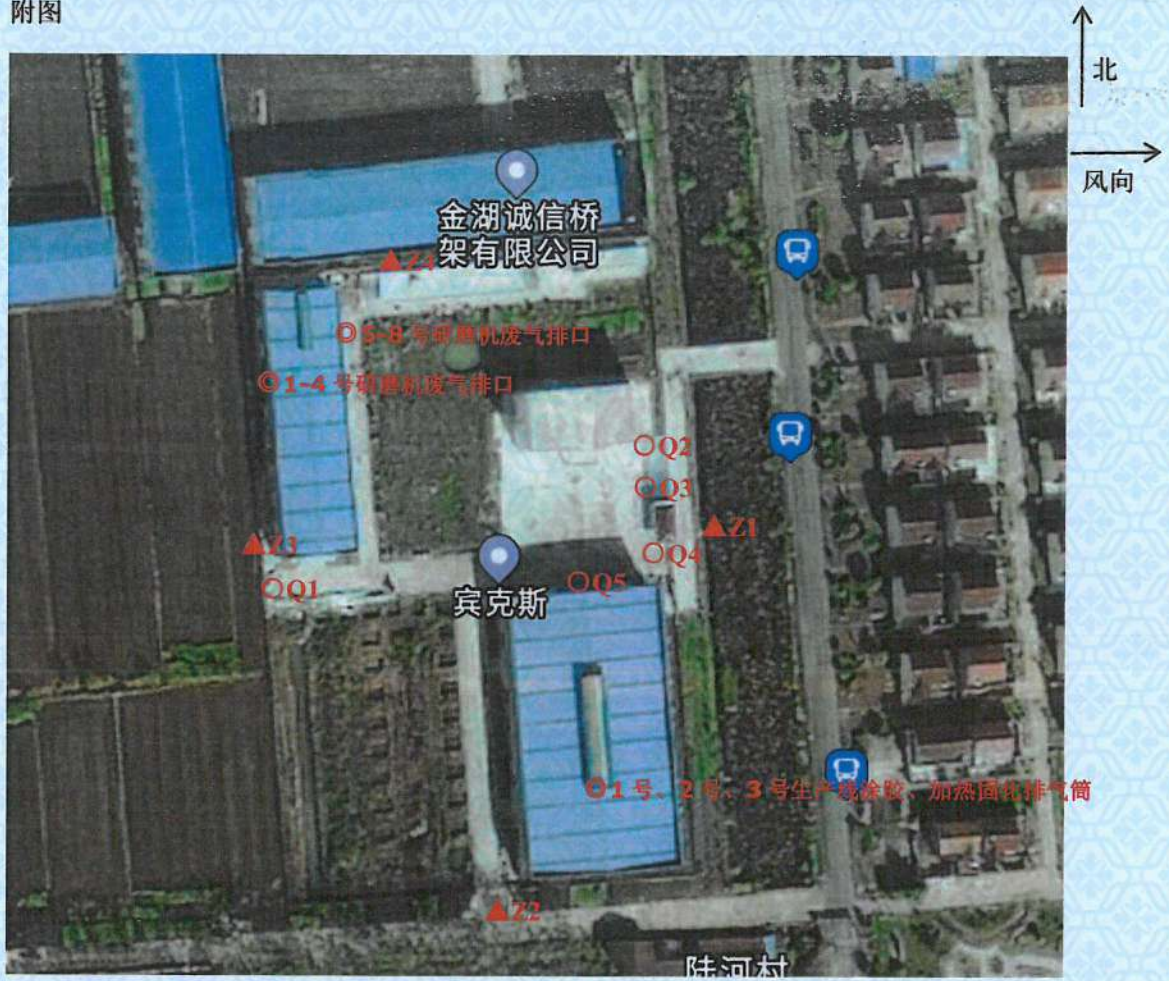 附图
北
风向
金湖诚信桥
架有限公司
▲Z4
◎5-8 号研磨机废气排口
◎1-4 号研磨机废气排口
○Q2
○Q3
▲Z1
▲Z3
○Q4
○Q1
○Q5
宾克斯
◎1 号、2 号、3 号生产线涂胶、加热固化排气筒
▲Z2
陆河村